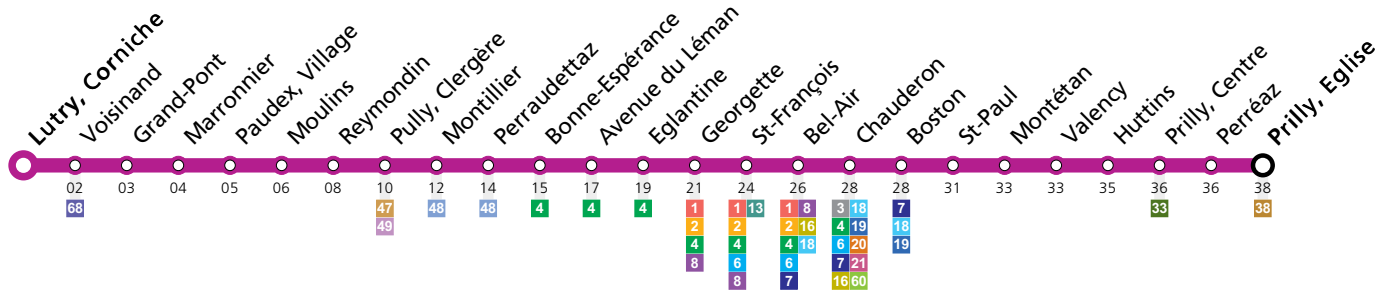 Lutry, Corniche
Voisinand
Grand-Pont
Marronnier
Paudex, Village
Moulins
Reymondin
Pully, Clergère
Montillier
Perraudettaz
Bonne-Espérance
Avenue du Léman
Eglantine
Georgette
St-François
Bel-Air
Chauderon
Boston
St-Paul
Montétan
Valency
Huttins
Prilly, Centre
Perréaz
Prilly, Eglise
02 03 04 05 06 08 10 12 14 15 17 19 21 24 26 28 28 31 33 33 35 36 36 38
68 47 48 48 4 4 4 1 1 13 1 8 3 18 7 33 38
49 2 2 2 16 4 19 18
4 4 4 18 6 20 19
8 6 6 7 21
8 7 16 60